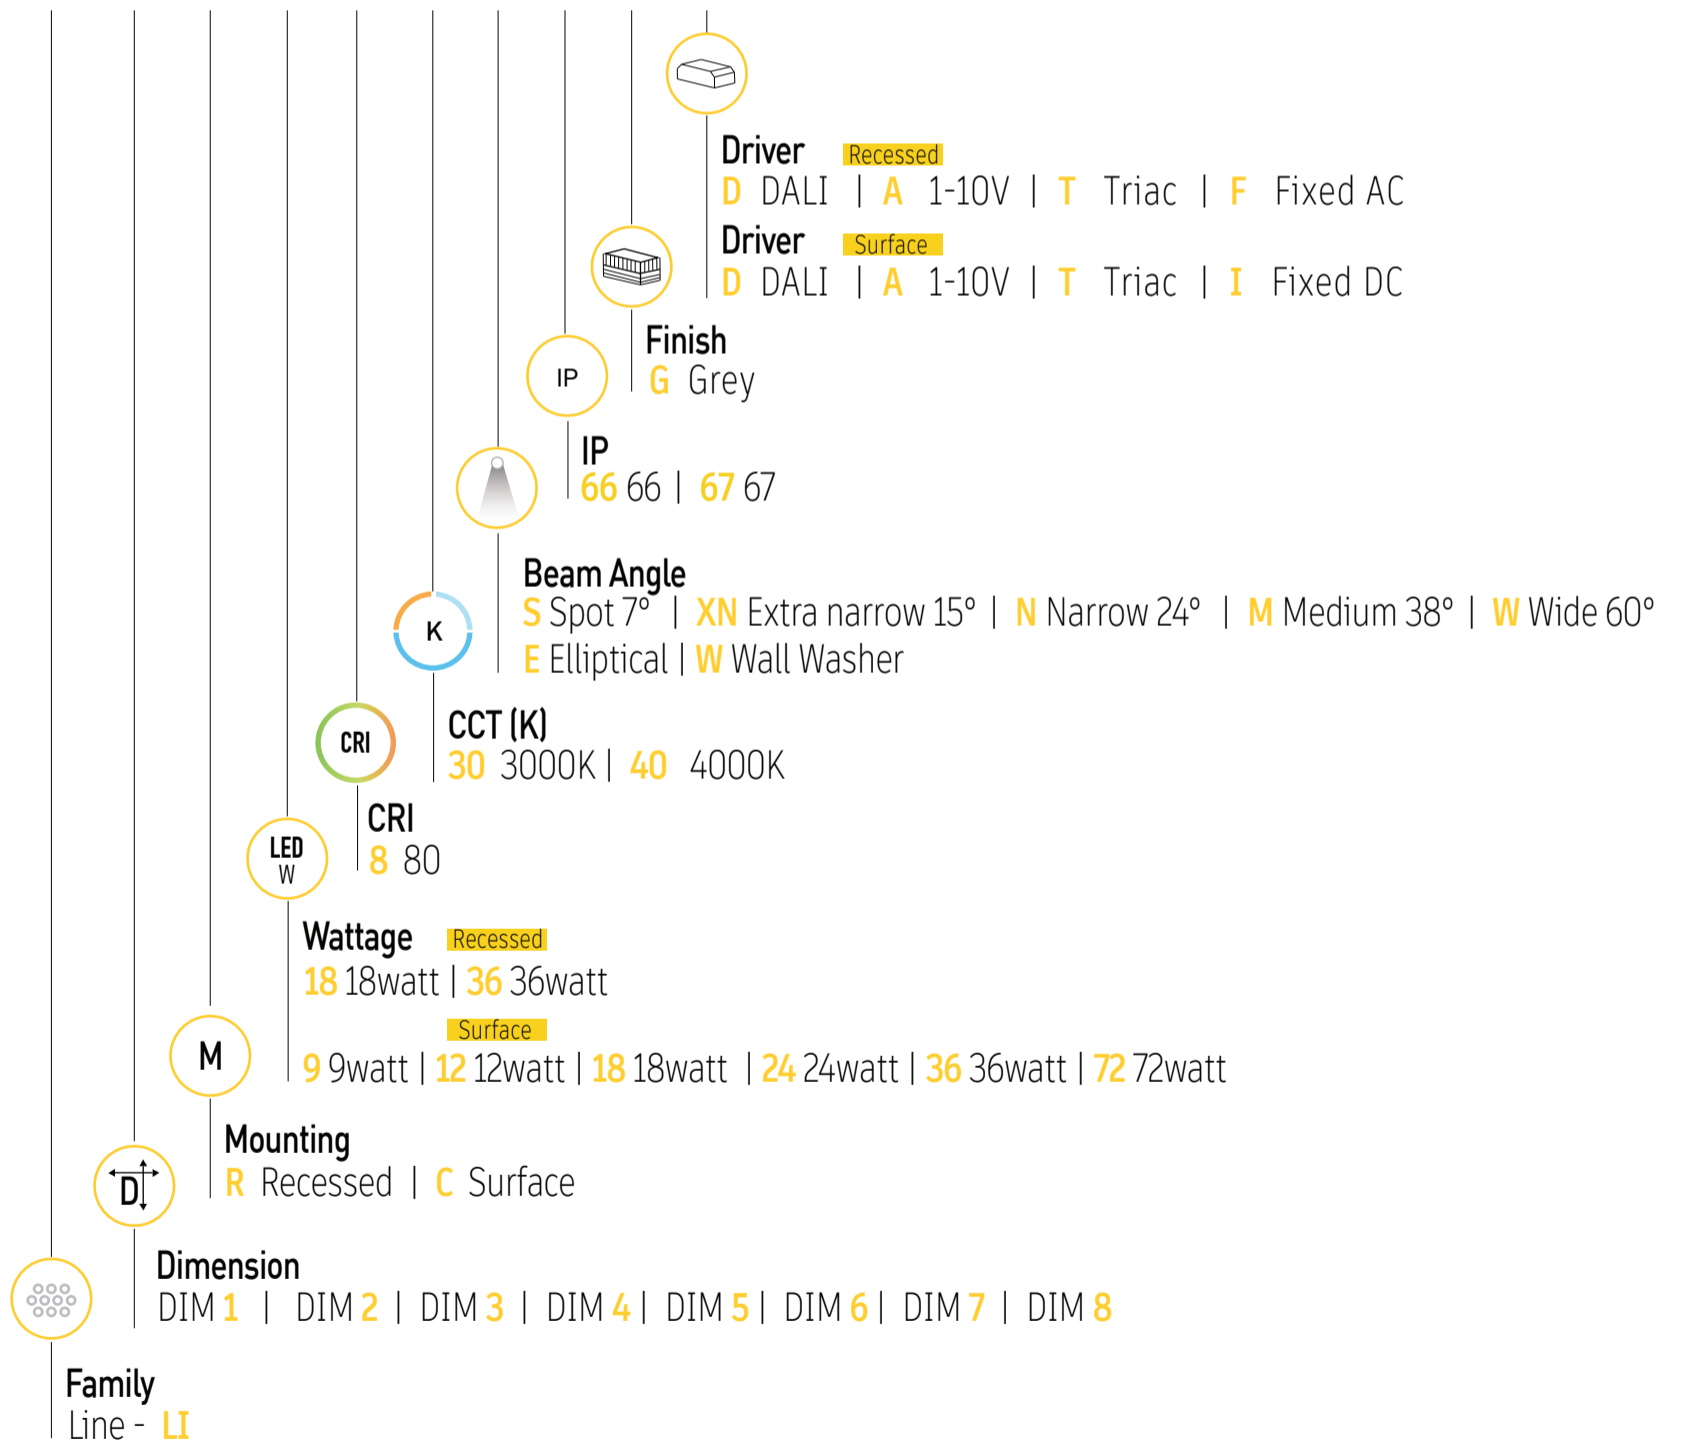 Driver Recessed
D DALI | A 1-10V | T Triac | F Fixed AC
Driver Surface
D DALI | A 1-10V | T Triac | I Fixed DC
Finish
G Grey
IP
IP
66 66 | 67 67
Beam Angle
S Spot 7° | XN Extra narrow 15° | N Narrow 24° | M Medium 38° | W Wide 60°
E Elliptical | W Wall Washer
K
CCT (K)
30 3000K | 40 4000K
CRI
CRI
8 80
LED
W
Wattage Recessed
18 18watt | 36 36watt
Surface
9 9watt | 12 12watt | 18 18watt | 24 24watt | 36 36watt | 72 72watt
M
Mounting
R Recessed | C Surface
D
Dimension
DIM 1 | DIM 2 | DIM 3 | DIM 4 | DIM 5 | DIM 6 | DIM 7 | DIM 8
Family
Line - LI